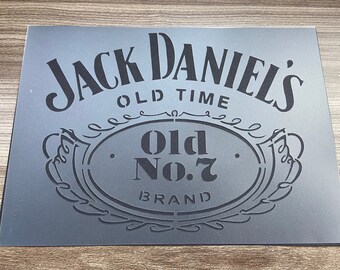 JACK DANIEL'S
OLD TIME
Old
No.7
BRAND